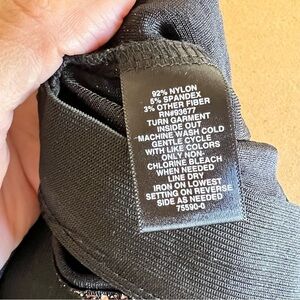 92% NYLON
5% SPANDEX
3% OTHER FIBER
RN#93677
TURN GARMENT
INSIDE OUT
MACHINE WASH COLD
GENTLE CYCLE
WITH LIKE COLORS
ONLY NON-
CHLORINE BLEACH
WHEN NEEDED
LINE DRY
IRON ON LOWEST
SETTING ON REVERSE
SIDE AS NEEDED
75590-0